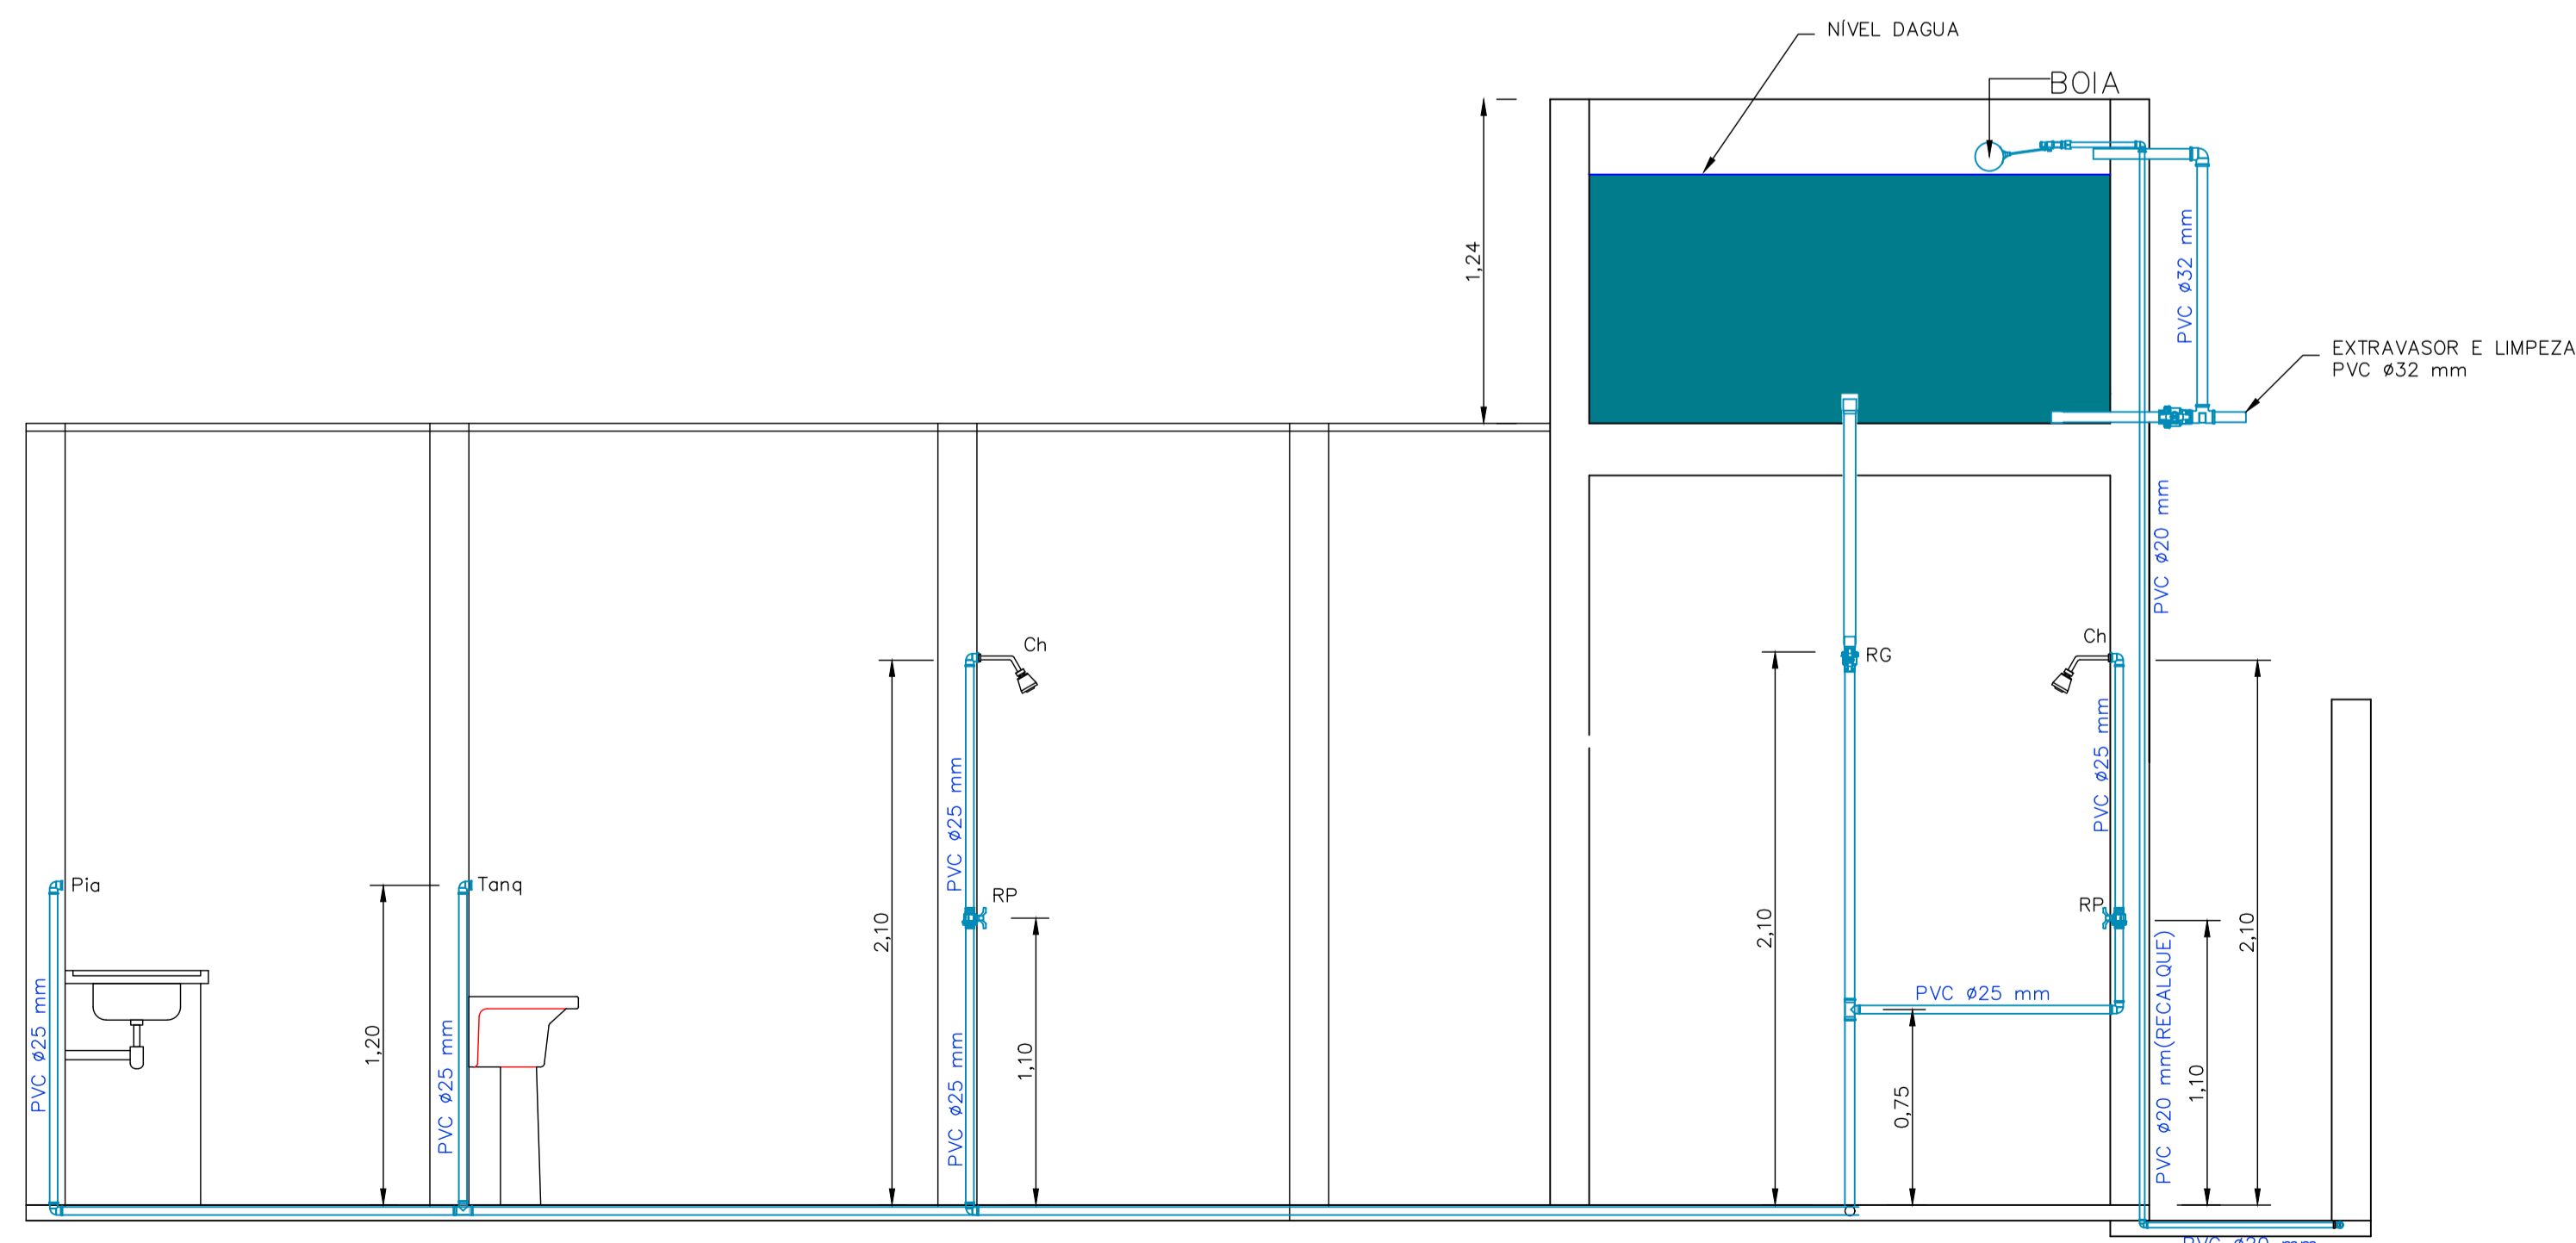 NÍVEL DAGUA
BOIA
1,24
PVC ø32 mm
EXTRAVASOR E LIMPEZA
PVC ø32 mm
PVC ø20 mm
Ch
RG
Ch
PVC ø25 mm
PVC ø25 mm
Pia
Tanq
RP
RP
2,10
2,10
2,10
PVC ø25 mm
PVC ø25 mm
1,20
PVC ø25 mm
PVC ø25 mm
1,10
0,75
PVC ø20 mm(RECALQUE)
1,10
PVC ø20 mm